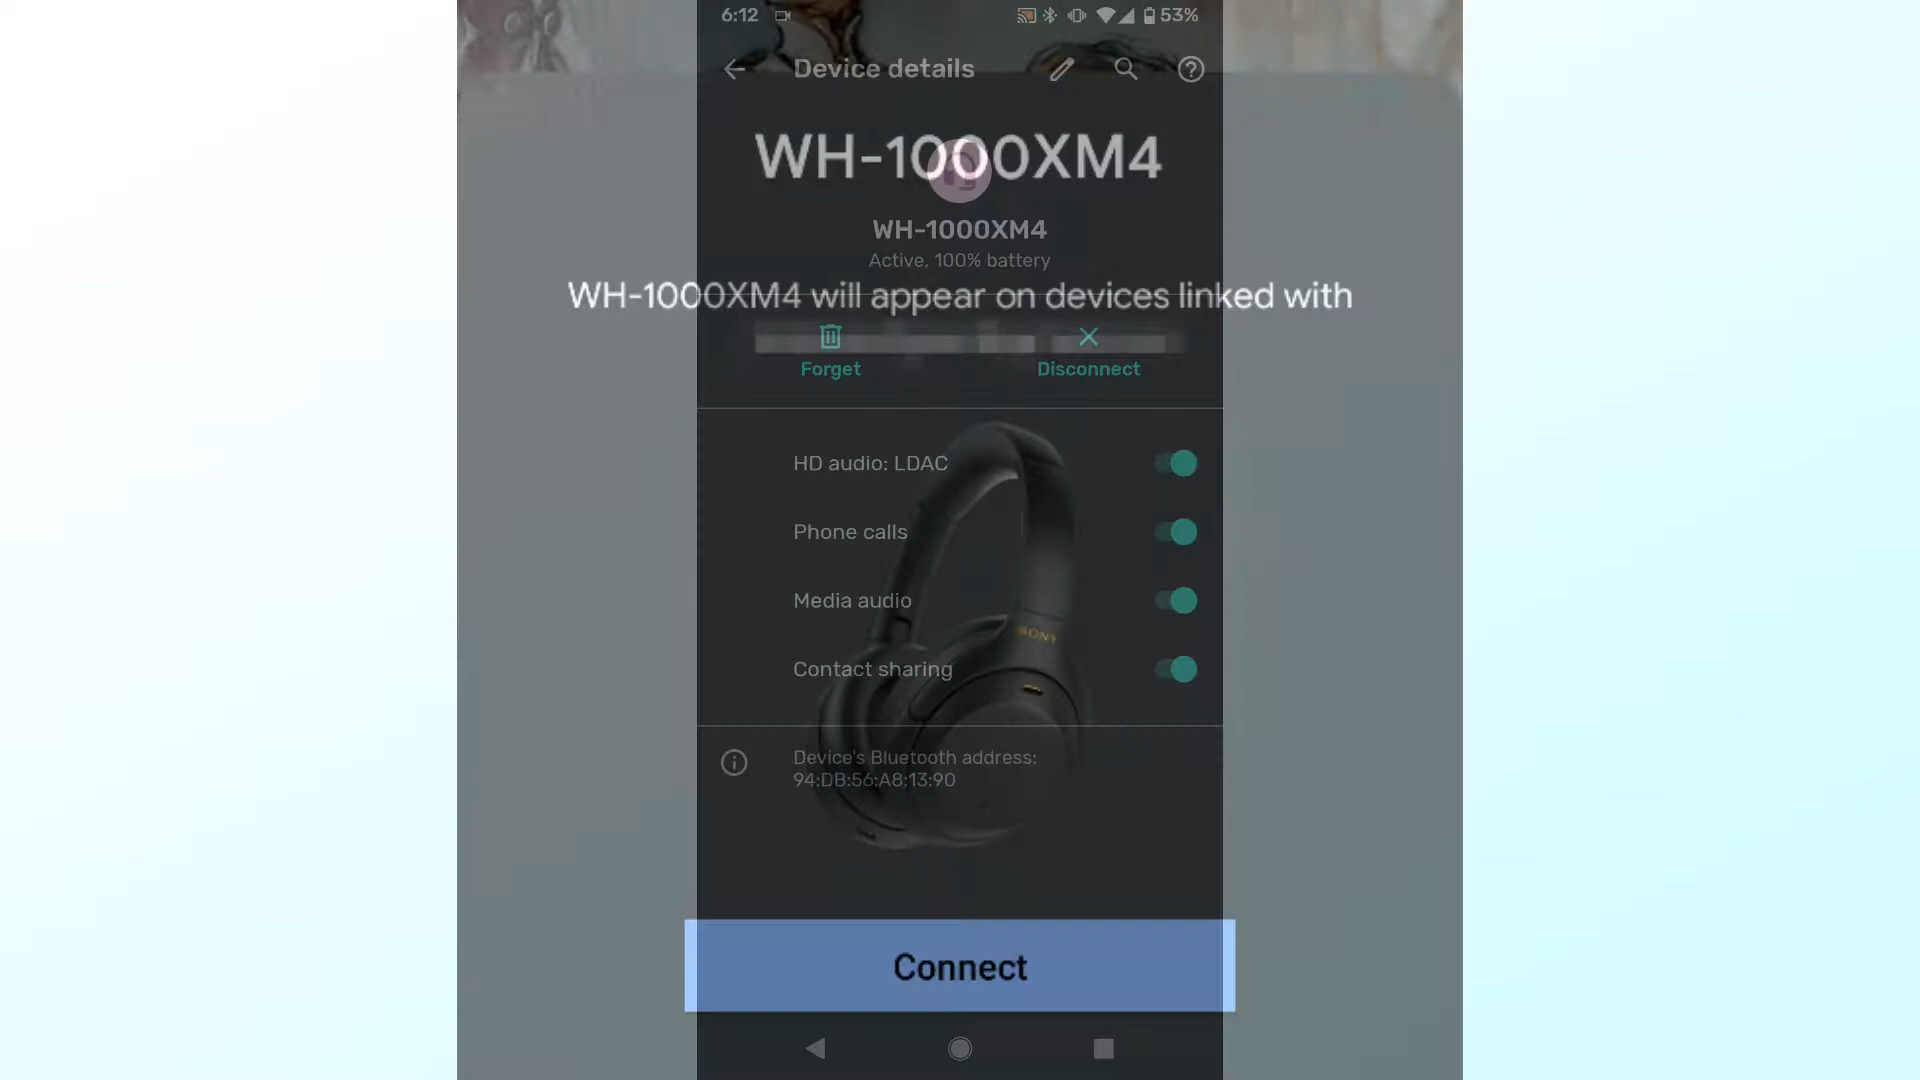 6:12 53%
Device details
WH-1000XM4
WH-1000XM4
Active, 100% battery
WH-1000XM4 will appear on devices linked with
Forget Disconnect
HD audio: LDAC
Phone calls
Media audio
SONY
Contact sharing
Device's Bluetooth address:
94:DB:56:A8:13:90
Connect